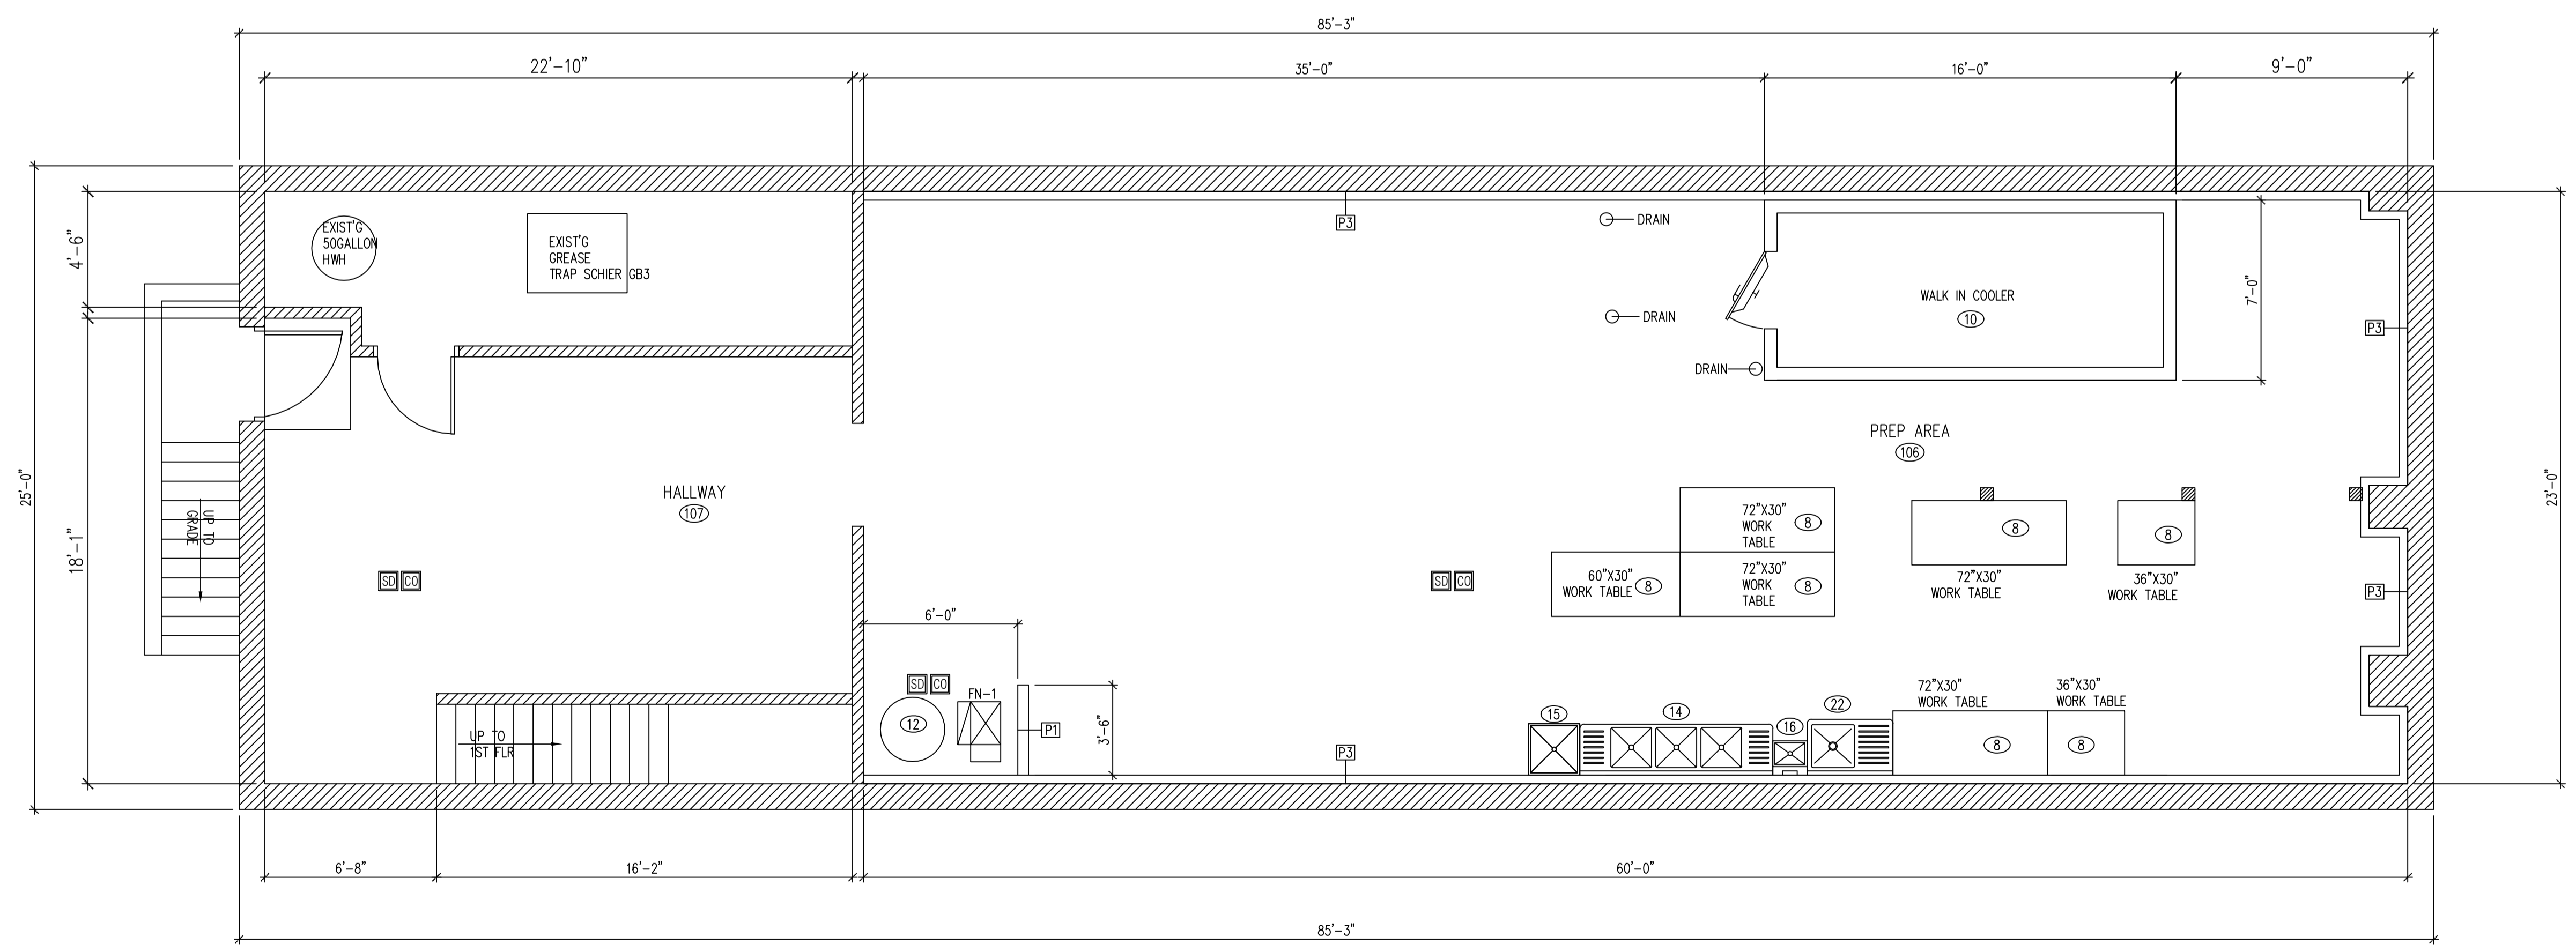 85'-3"
22'-10"
35'-0"
16'-0"
9'-0"
25'-0"
4'-6"
18'-1"
EXIST'G
50GALLON
HWH
EXIST'G
GREASE
TRAP SCHIER GB3
P3
DRAIN
DRAIN
DRAIN
WALK IN COOLER
10
7'-0"
P3
23'-0"
PREP AREA
106
HALLWAY
107
UP TO
GRADE
SD CO
SD CO
72"X30"
WORK
TABLE
8
72"X30"
WORK
TABLE
8
60"X30"
WORK TABLE
8
8
72"X30"
WORK TABLE
8
36"X30"
WORK TABLE
P3
6'-0"
SD CO
FN-1
12
P1
3'-6"
P3
UP TO
1ST FLR
15
14
16
22
72"X30"
WORK TABLE
8
36"X30"
WORK TABLE
8
6'-8"
16'-2"
60'-0"
85'-3"